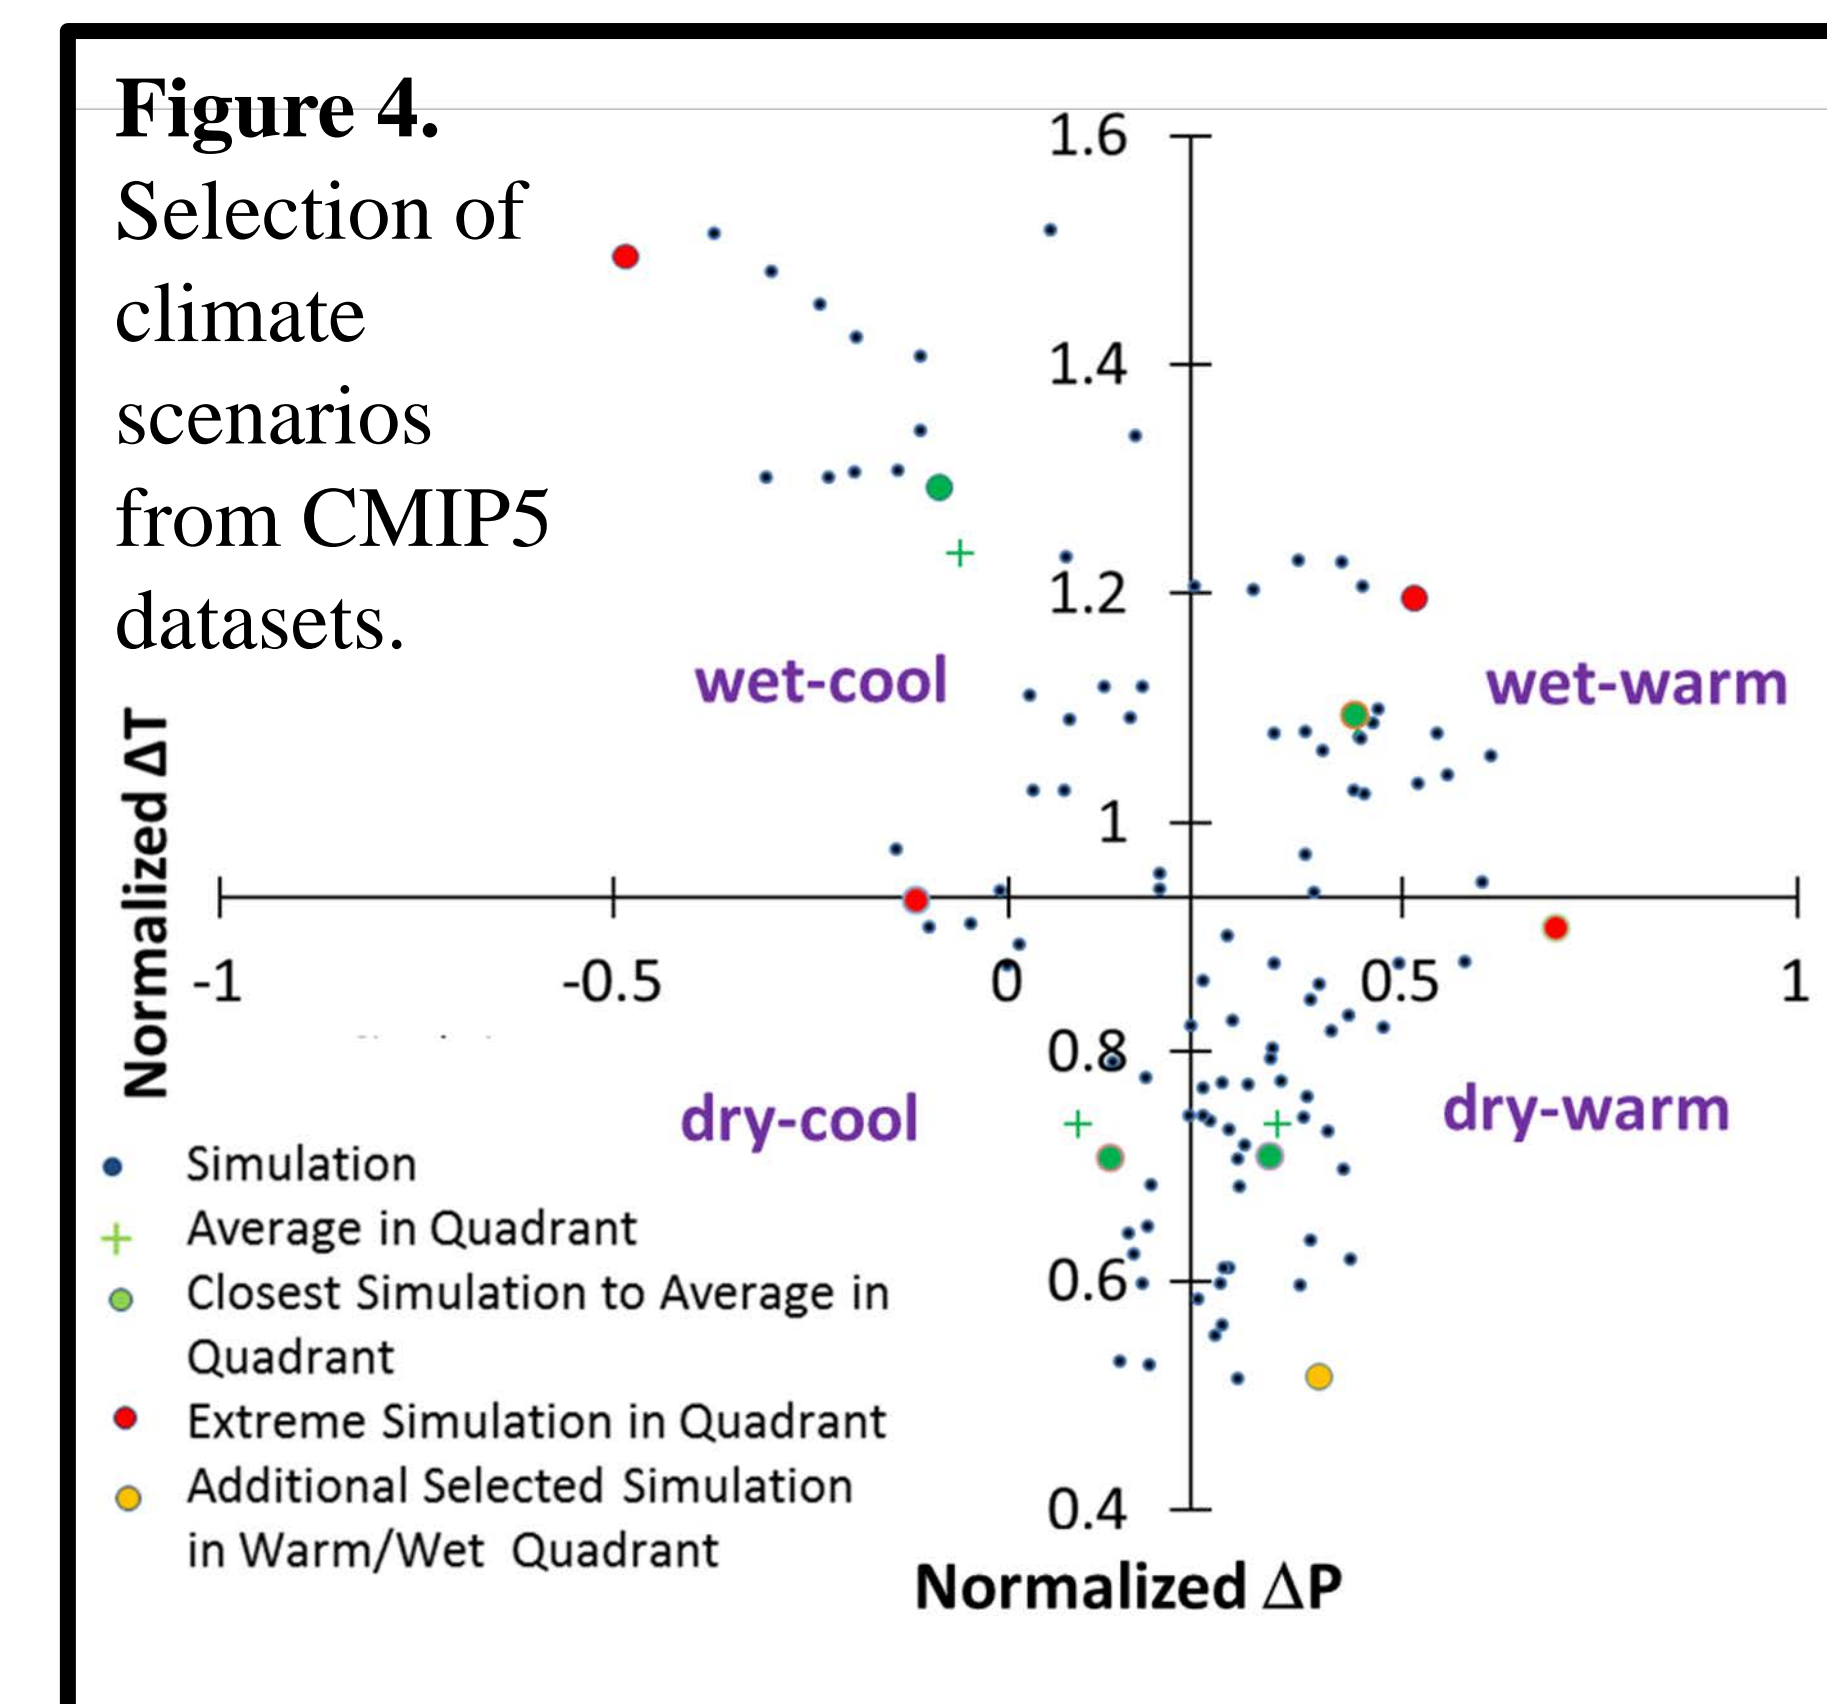 Figure 4.
Selection of
climate
scenarios
from CMIP5
datasets.
1.6
1.4
1.2
1
0.8
0.6
0.4
-1
-0.5
0
0.5
1
wet-cool
wet-warm
dry-cool
dry-warm
Normalized ΔT
Normalized ΔP
Simulation
Average in Quadrant
Closest Simulation to Average in
Quadrant
Extreme Simulation in Quadrant
Additional Selected Simulation
in Warm/Wet Quadrant